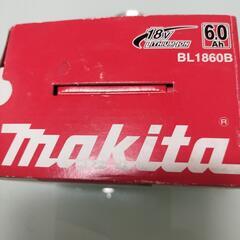 18V
LITHIUM-ION
6.0
Ah
BL1860B
makita®